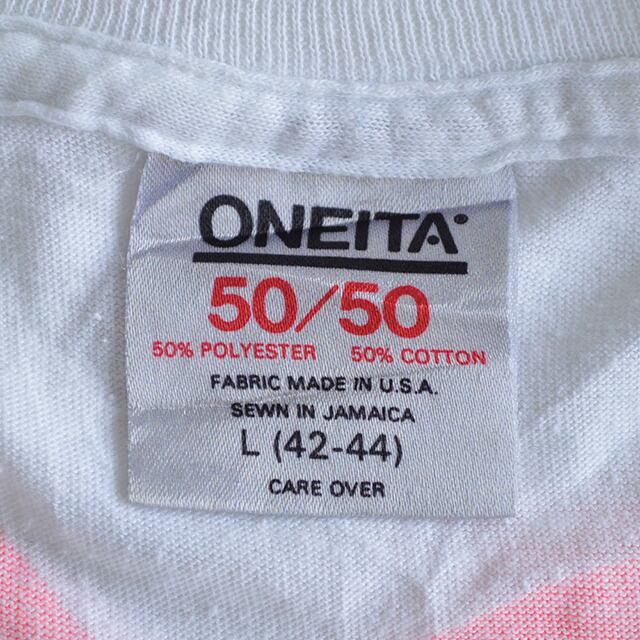 ONEITA
50/50
50% POLYESTER 50% COTTON
FABRIC MADE IN U.S.A.
SEWN IN JAMAICA
L (42-44)
CARE OVER